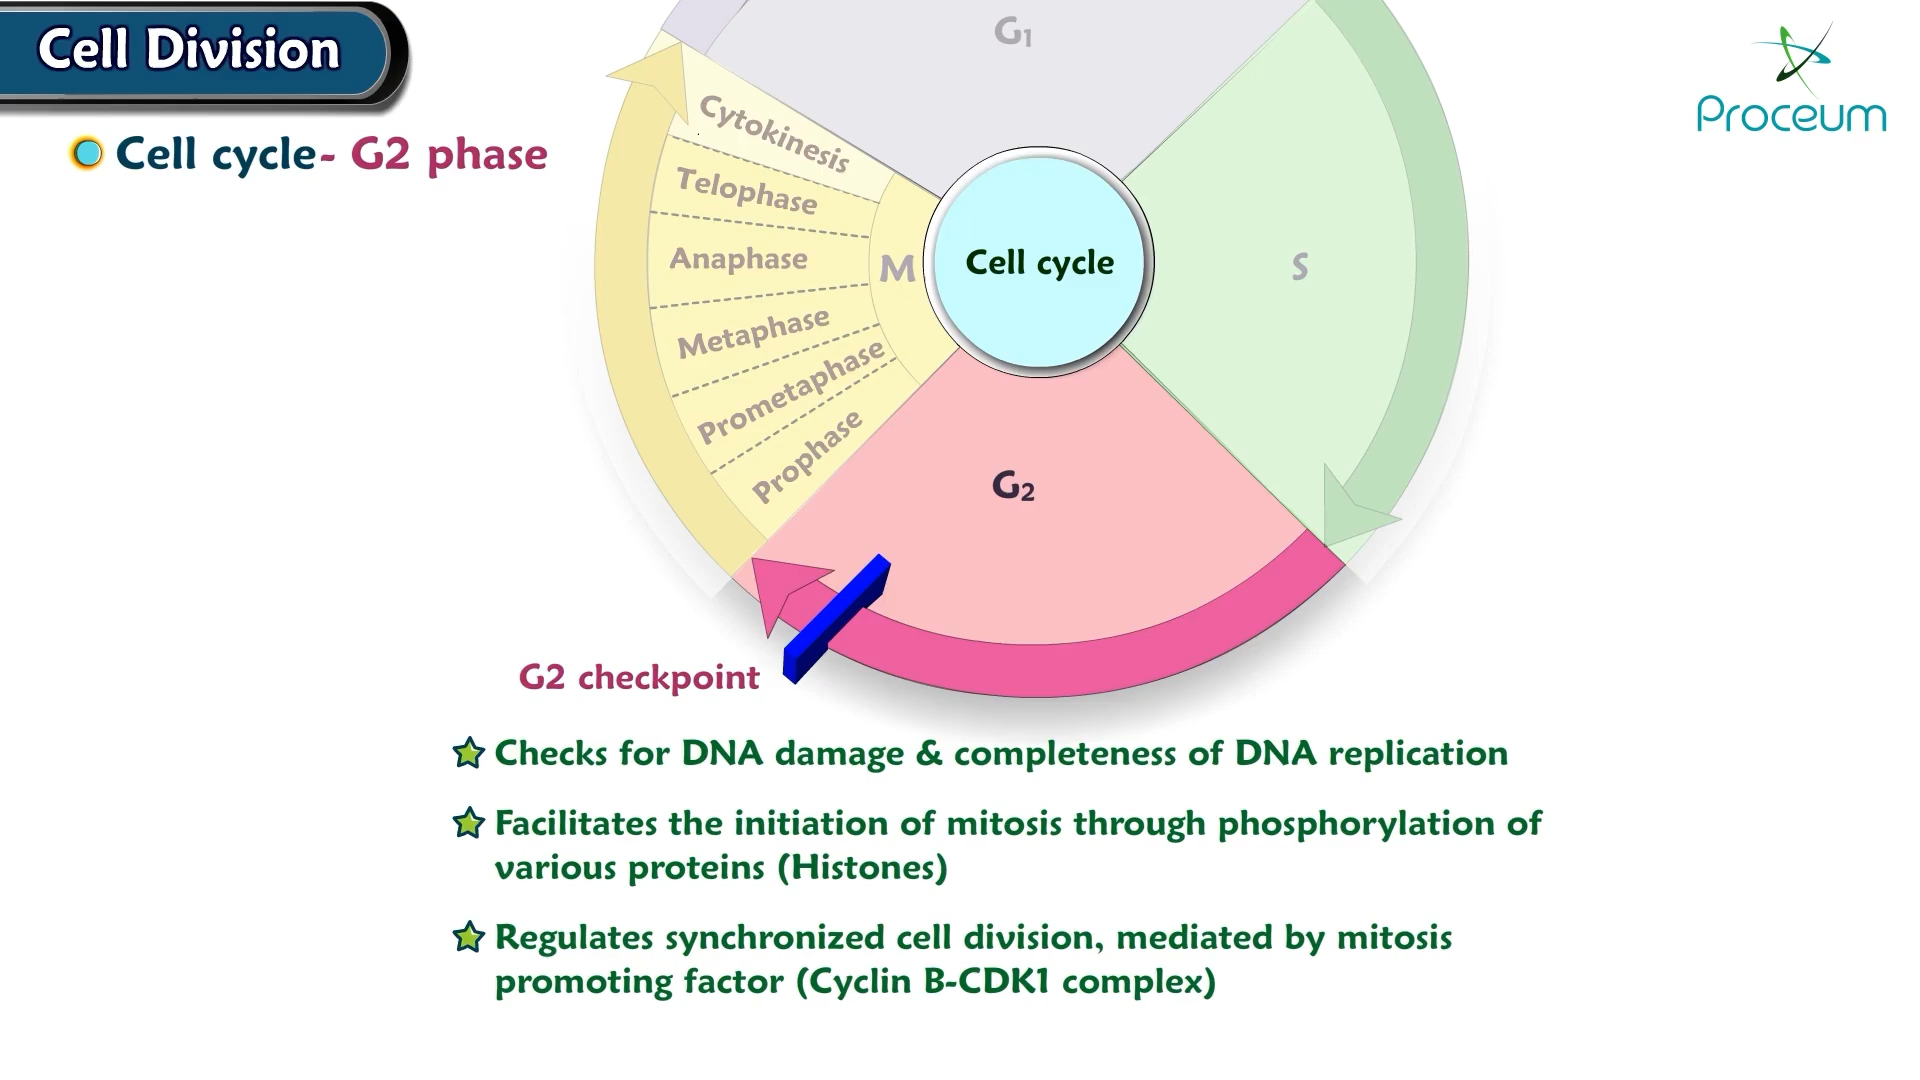 Cell Division
Proceum
Cell cycle- G2 phase
G₁
Cytokinesis
Telophase
Anaphase
Metaphase
Prometaphase
Prophase
M
Cell cycle
S
G₂
G2 checkpoint
Checks for DNA damage & completeness of DNA replication
Facilitates the initiation of mitosis through phosphorylation of
various proteins (Histones)
Regulates synchronized cell division, mediated by mitosis
promoting factor (Cyclin B-CDK1 complex)